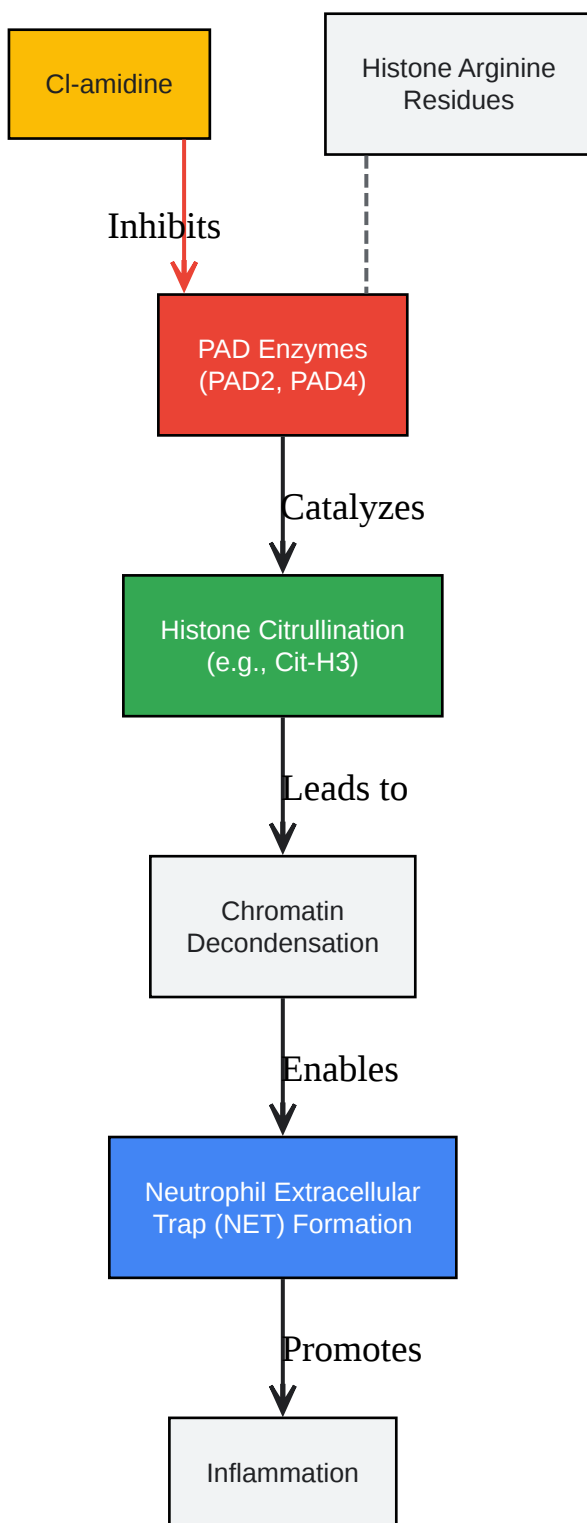 Cl-amidine
Histone Arginine
Residues
Inhibits
PAD Enzymes
(PAD2, PAD4)
Catalyzes
Histone Citrullination
(e.g., Cit-H3)
Leads to
Chromatin
Decondensation
Enables
Neutrophil Extracellular
Trap (NET) Formation
Promotes
Inflammation